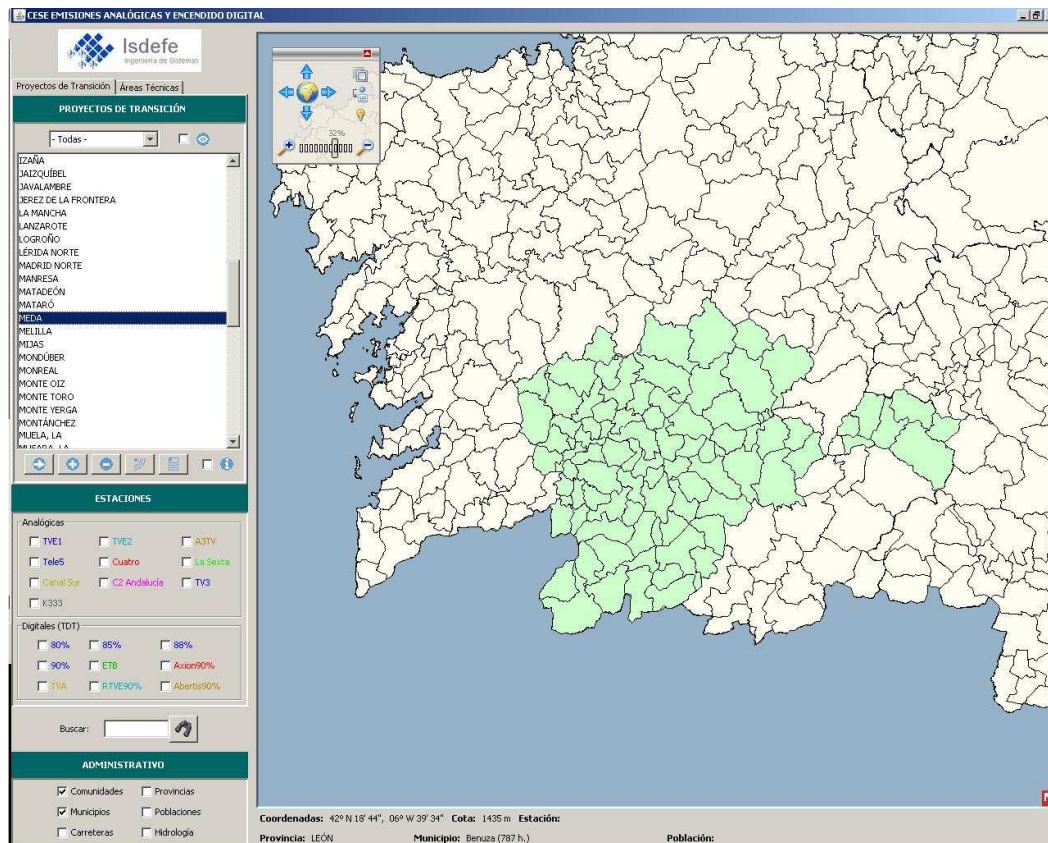 CESE EMISIONES ANALÓGICAS Y ENCENDIDO DIGITAL
Isdefe
Ingeniería de Sistemas
Proyectos de Transición Áreas Técnicas
PROYECTOS DE TRANSICIÓN
- Todas -
IZAÑA
JAIZQUÍBEL
JAVALAMBRE
JEREZ DE LA FRONTERA
LA MANCHA
LANZAROTE
LOGROÑO
LÉRIDA NORTE
MADRID NORTE
MANRESA
MATADEÓN
MATARÓ
MEDA
MELILLA
MIJAS
MONDÚBER
MONREAL
MONTE OIZ
MONTE TORO
MONTE YERGA
MONTÁNCHEZ
MUELA, LA
MUSARA, LA
32%
ESTACIONES
Analógicas
TVE1 TVE2 A3TV
Tele5 Cuatro La Sexta
Canal Sur C2 Andalucía TV3
K333
Digitales (TDT)
80% 85% 88%
90% ETB Axion90%
TVA RTVE90% Abertis90%
Buscar:
ADMINISTRATIVO
Comunidades Provincias
Municipios Poblaciones
Carreteras Hidrología
Coordenadas: 42º N 18' 44", 06º W 39' 34" Cota: 1435 m Estación:
Provincia: LEÓN Municipio: Benuza (787 h.) Población: